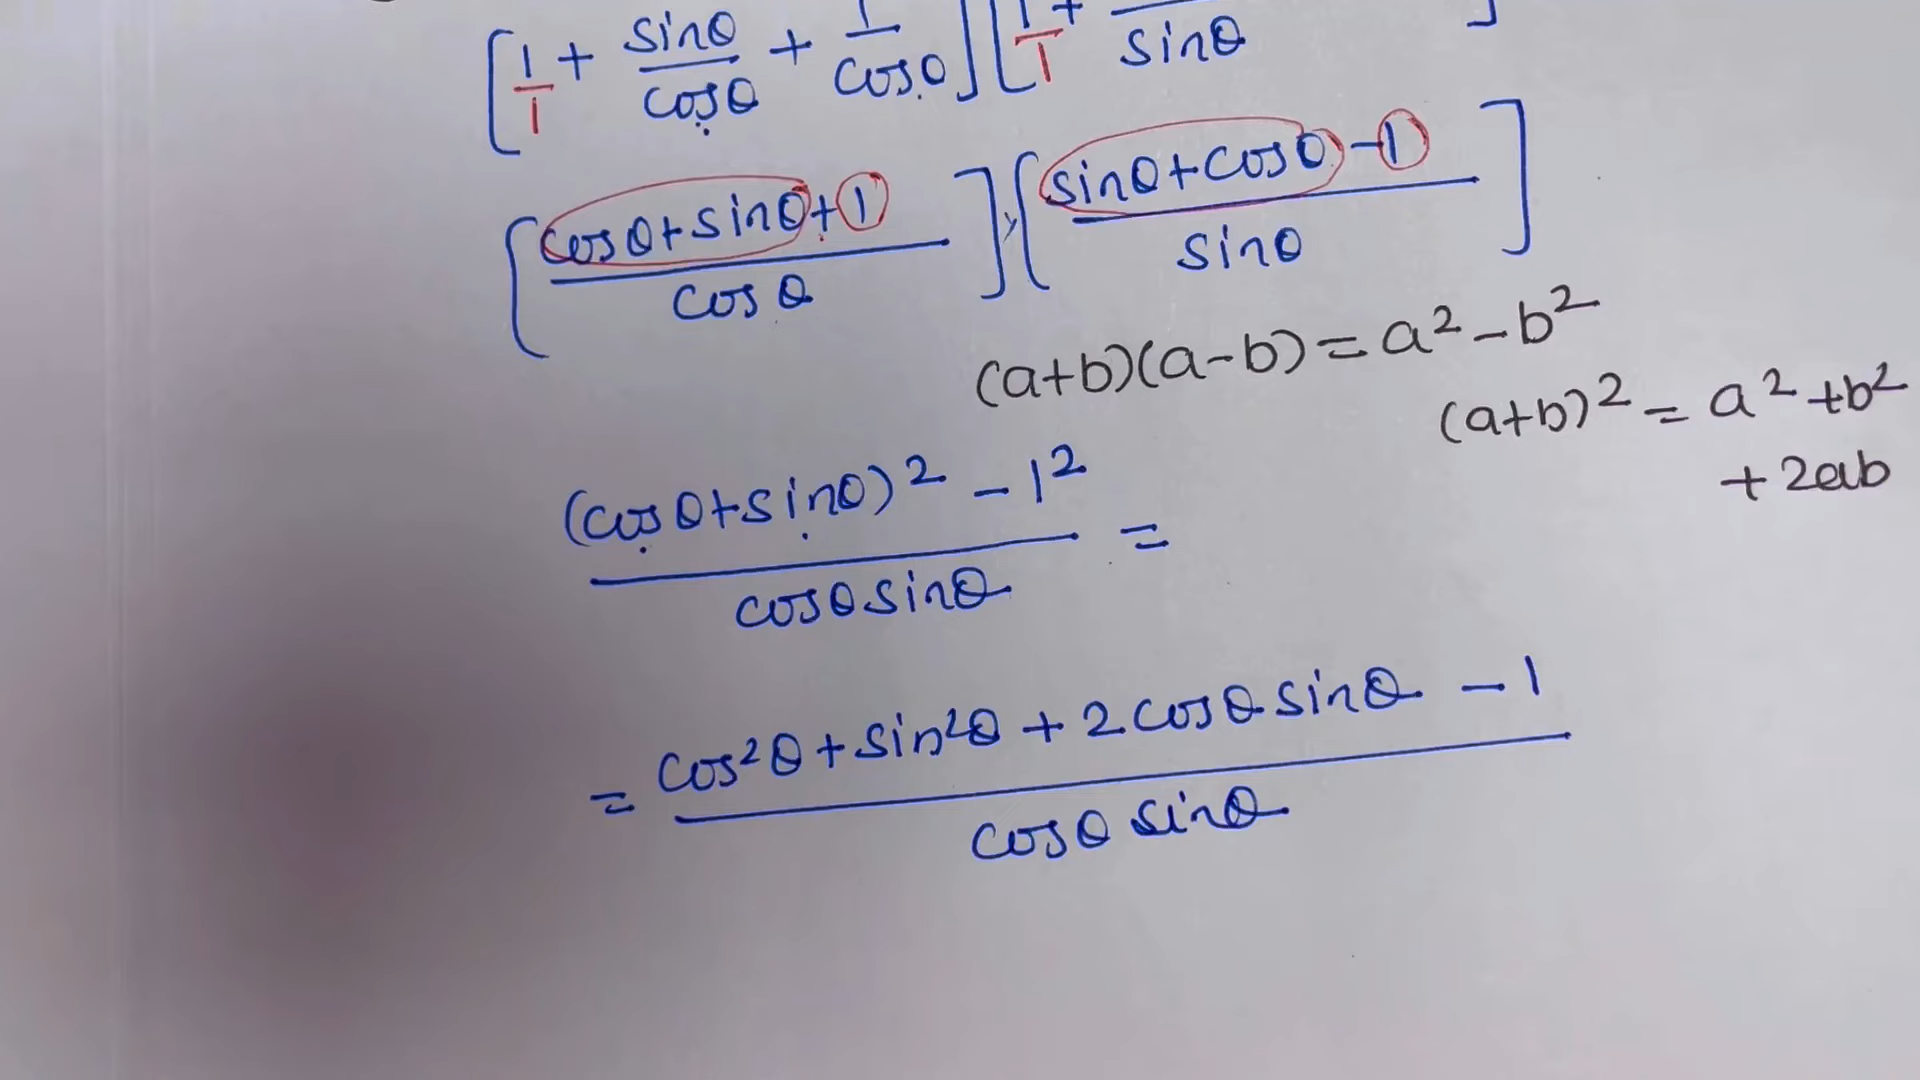 [1/1 + sinθ/cosθ + 1/cosθ] [1/1 + /sinθ ]
[cosθ+sinθ+1/cosθ] × [sinθ+cosθ-1/sinθ]
(a+b)(a-b) = a²-b²
(a+b)² = a²+b²
+2ab
(cosθ+sinθ)² - 1²/cosθsinθ =
= cos²θ+sin²θ+2cosθsinθ-1/cosθ sinθ